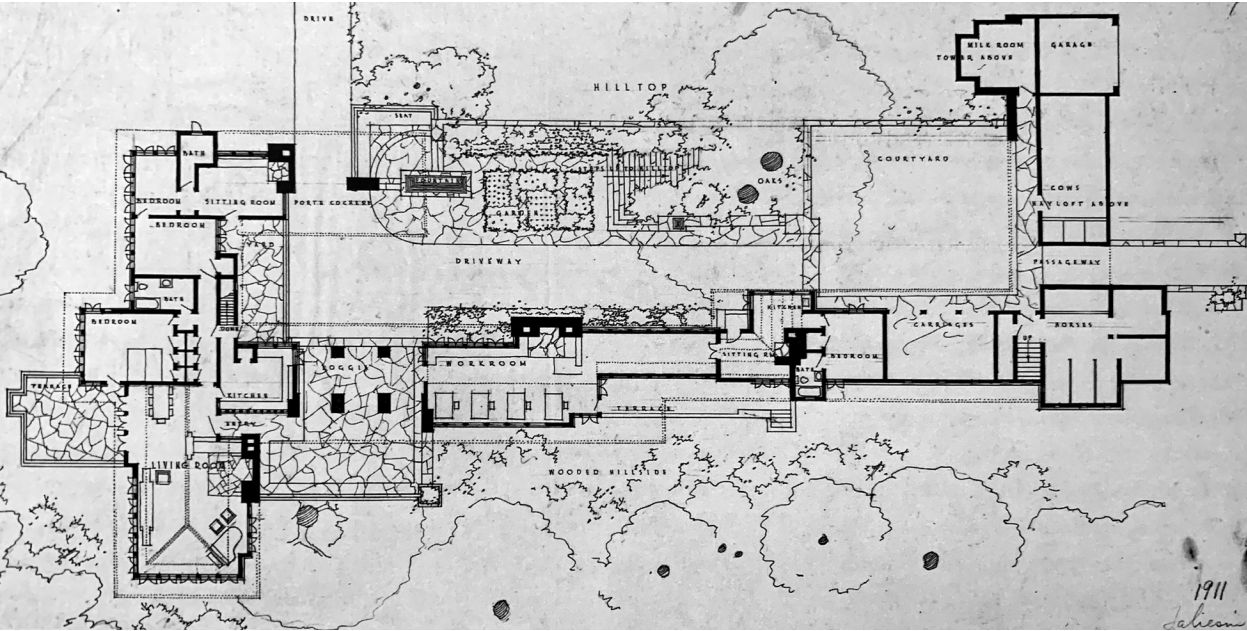 DRIVE
MILK ROOM
TOWER ABOVE
GARAGE
HILLTOP
SEAT
BATH
COURTYARD
BEDROOM
SITTING ROOM
PORTE COCHERE
OAKS
COWS
HAYLOFT ABOVE
GARDEN
BEDROOM
YARD
DRIVEWAY
PASSAGEWAY
BATH
BEDROOM
KITCHEN
CARRIAGES
HORSES
UP
LOGGIA
WORKROOM
SITTING RM
BEDROOM
BATH
TERRACE
KITCHEN
ENTRY
TERRACE
LIVING ROOM
WOODED HILLSIDE
1911
Taliesin